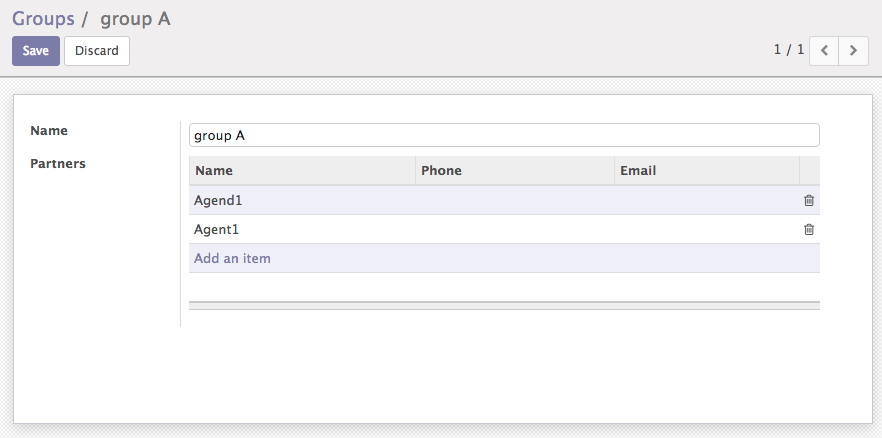 Groups / group A
Save Discard 1 / 1
Name group A
Partners Name Phone Email
Agend1
Agent1
Add an item